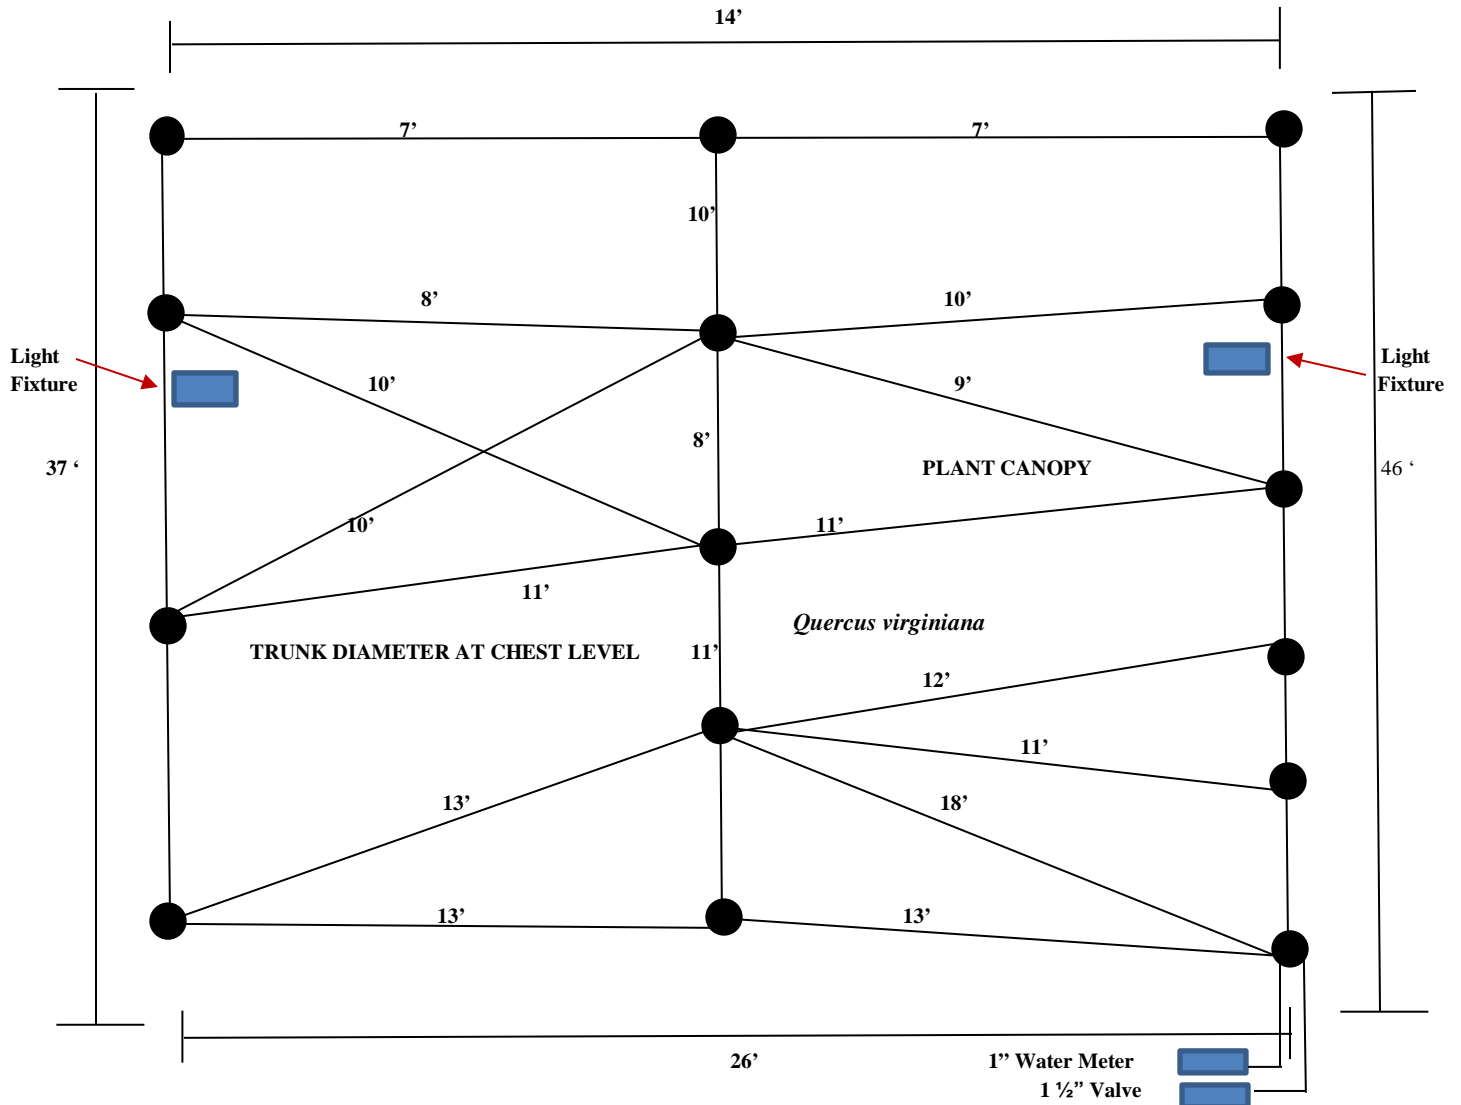 14’
7’ 7’
10’
8’ 10’
Light
Fixture
Light
Fixture
10’ 9’
8’
37 ‘
PLANT CANOPY
46 ‘
10’ 11’
11’
Quercus virginiana
TRUNK DIAMETER AT CHEST LEVEL
11’
12’
11’
13’ 18’
13’ 13’
26’
1” Water Meter
1 ½” Valve